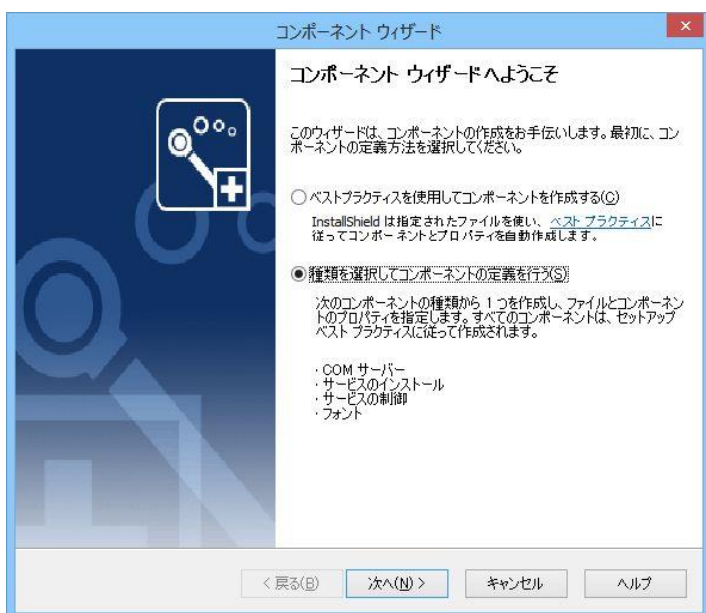 コンポーネント ウィザード
コンポーネント ウィザードへようこそ
このウィザードは、コンポーネントの作成をお手伝いします。最初に、コン
ポーネントの定義方法を選択してください。
ベストプラクティスを使用してコンポーネントを作成する(C)
InstallShield は指定されたファイルを使い、ベスト プラクティスに
従ってコンポーネントとプロパティを自動作成します。
種類を選択してコンポーネントの定義を行う(S)
次のコンポーネントの種類から 1 つを作成し、ファイルとコンポーネン
トのプロパティを指定します。すべてのコンポーネントは、セットアップ
ベスト プラクティスに従って作成されます。
・COM サーバー
・サービスのインストール
・サービスの制御
・フォント
< 戻る(B)
次へ(N) >
キャンセル
ヘルプ